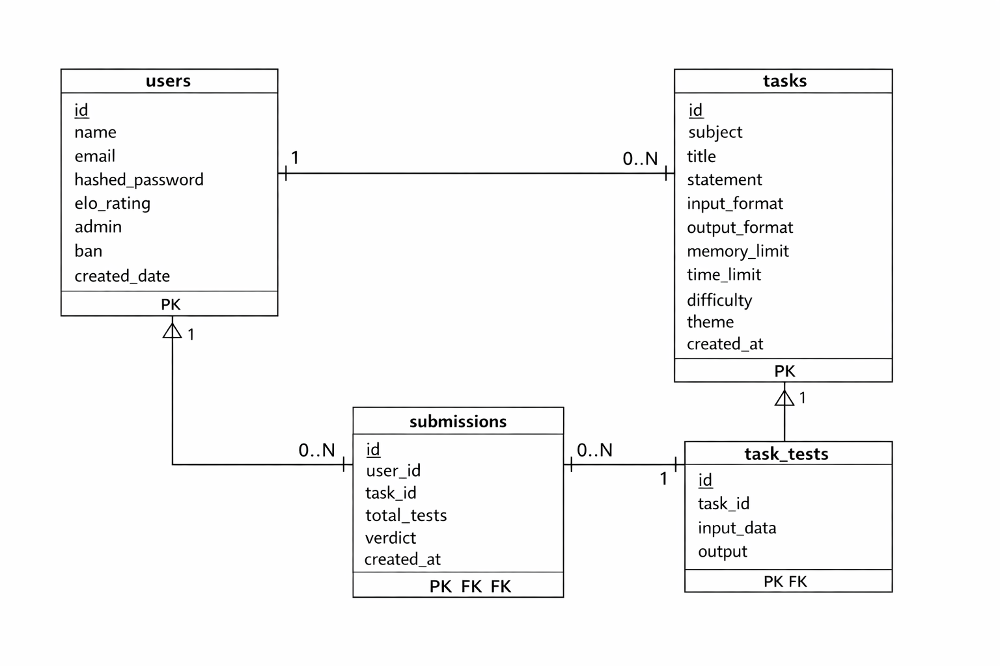 users
id
name
email
hashed_password
elo_rating
admin
ban
created_date
PK
1
0..N
tasks
id
subject
title
statement
input_format
output_format
memory_limit
time_limit
difficulty
theme
created_at
PK
1
1
submissions
0..N
id
user_id
task_id
total_tests
verdict
created_at
PK FK FK
0..N
1
task_tests
id
task_id
input_data
output
PK FK